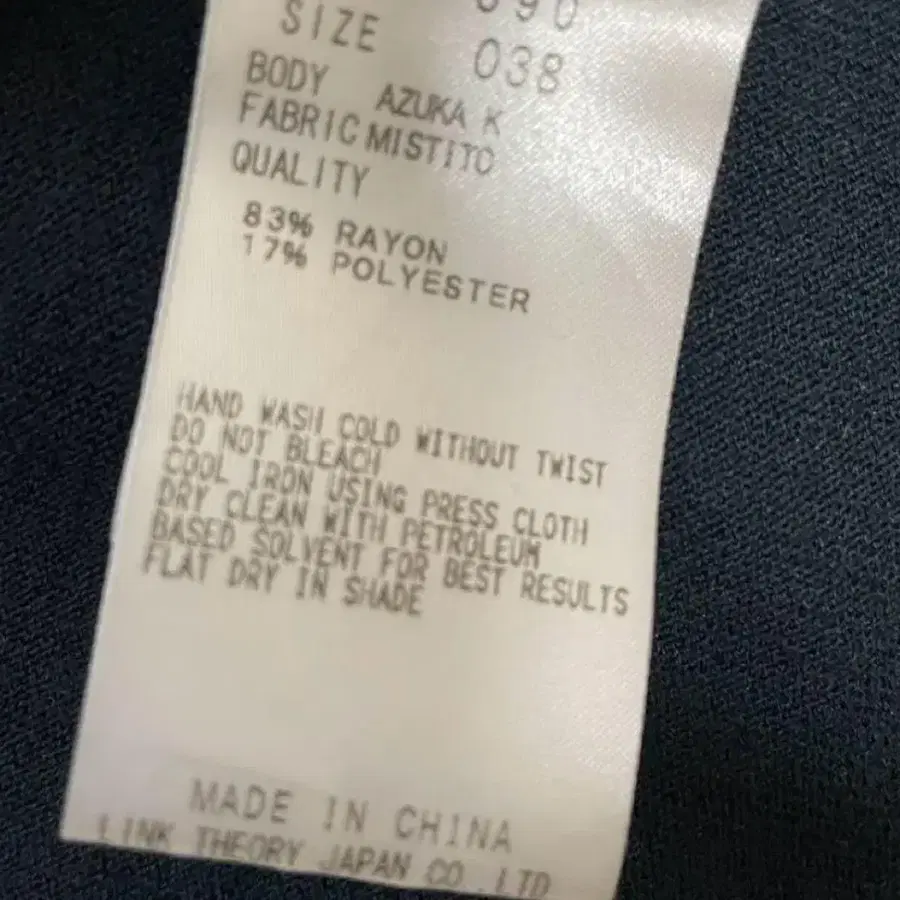 SIZE 038
BODY AZUKA K
FABRIC MISTITO
QUALITY
83% RAYON
17% POLYESTER
HAND WASH COLD WITHOUT TWIST
DO NOT BLEACH
COOL IRON USING PRESS CLOTH
DRY CLEAN WITH PETROLEUM
BASED SOLVENT FOR BEST RESULTS
FLAT DRY IN SHADE
MADE IN CHINA
LINK THEORY JAPAN CO.,LTD